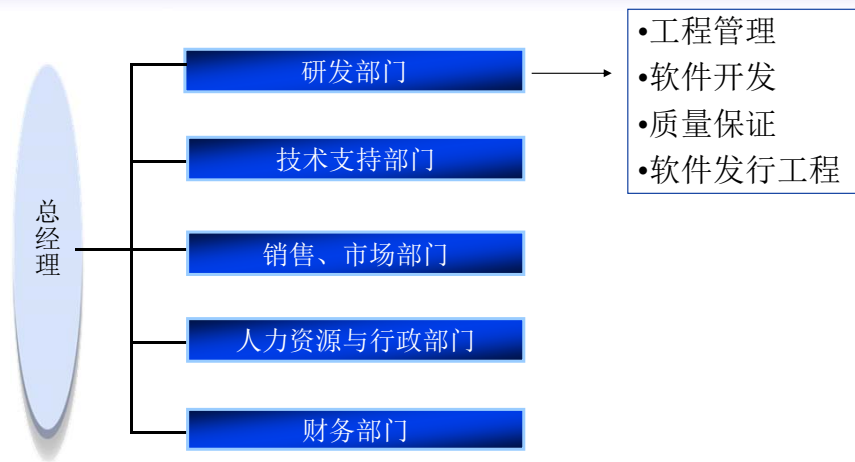 总经理
研发部门
技术支持部门
销售、市场部门
人力资源与行政部门
财务部门
•工程管理
•软件开发
•质量保证
•软件发行工程